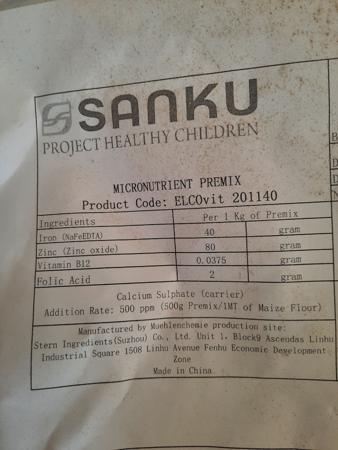 SANKU
PROJECT HEALTHY CHILDREN
MICRONUTRIENT PREMIX
Product Code: ELCOvit 201140
Ingredients Per 1 Kg of Premix
Iron (NaFeEDTA) 40 gram
Zinc (Zinc oxide) 80 gram
Vitamin B12 0.0375 gram
Folic Acid 2 gram
Calcium Sulphate (carrier)
Addition Rate: 500 ppm (500g Premix/1MT of Maize Flour)
Manufactured by Muehlenchemie production site:
Stern Ingredients(Suzhou) Co., Ltd. Unit 1, Block9 Ascendas Linhu
Industrial Square 1508 Linhu Avenue Fenhu Economic Development
Zone
Made in China